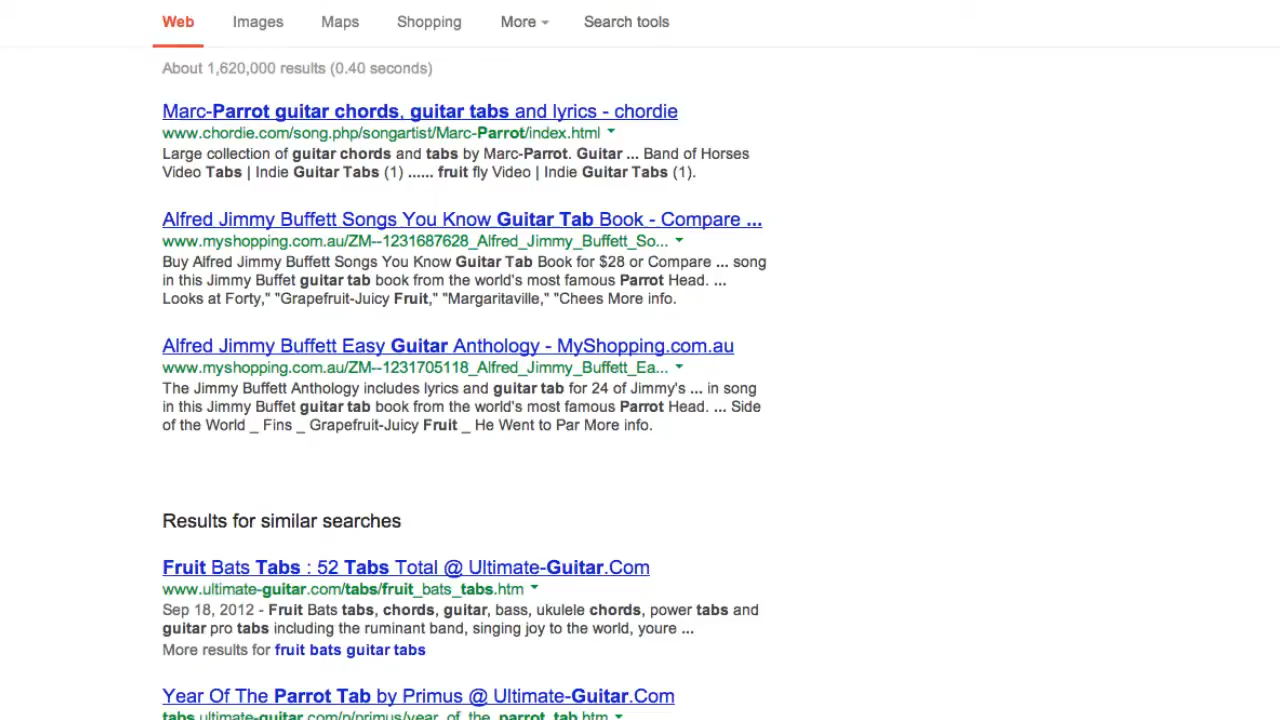 Web Images Maps Shopping More Search tools
About 1,620,000 results (0.40 seconds)
Marc-Parrot guitar chords, guitar tabs and lyrics - chordie
www.chordie.com/song.php/songartist/Marc-Parrot/index.html
Large collection of guitar chords and tabs by Marc-Parrot. Guitar ... Band of Horses
Video Tabs | Indie Guitar Tabs (1) ...... fruit fly Video | Indie Guitar Tabs (1).
Alfred Jimmy Buffett Songs You Know Guitar Tab Book - Compare ...
www.myshopping.com.au/ZM--1231687628_Alfred_Jimmy_Buffett_So...
Buy Alfred Jimmy Buffett Songs You Know Guitar Tab Book for $28 or Compare ... song
in this Jimmy Buffet guitar tab book from the world's most famous Parrot Head. ...
Looks at Forty," "Grapefruit-Juicy Fruit," "Margaritaville," "Chees More info.
Alfred Jimmy Buffett Easy Guitar Anthology - MyShopping.com.au
www.myshopping.com.au/ZM--1231705118_Alfred_Jimmy_Buffett_Ea...
The Jimmy Buffett Anthology includes lyrics and guitar tab for 24 of Jimmy's ... in song
in this Jimmy Buffet guitar tab book from the world's most famous Parrot Head. ... Side
of the World _ Fins _ Grapefruit-Juicy Fruit _ He Went to Par More info.
Results for similar searches
Fruit Bats Tabs : 52 Tabs Total @ Ultimate-Guitar.Com
www.ultimate-guitar.com/tabs/fruit_bats_tabs.htm
Sep 18, 2012 - Fruit Bats tabs, chords, guitar, bass, ukulele chords, power tabs and
guitar pro tabs including the ruminant band, singing joy to the world, youre ...
More results for fruit bats guitar tabs
Year Of The Parrot Tab by Primus @ Ultimate-Guitar.Com
tabs.ultimate-guitar.com/p/primus/year_of_the_parrot_tab.htm